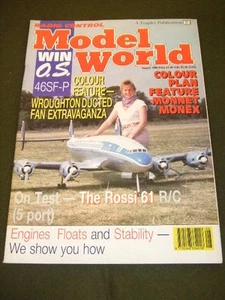 RADIO CONTROL
Model
World
WIN
O.S.
46SF-P
COLOUR
FEATURE —
WROUGHTON DUCTED
FAN EXTRAVAGANZA
COLOUR
PLAN
FEATURE
MONNET
MONEX
On Test — The Rossi 61 R/C
(5 port)
Engines Floats and Stability —
We show you how